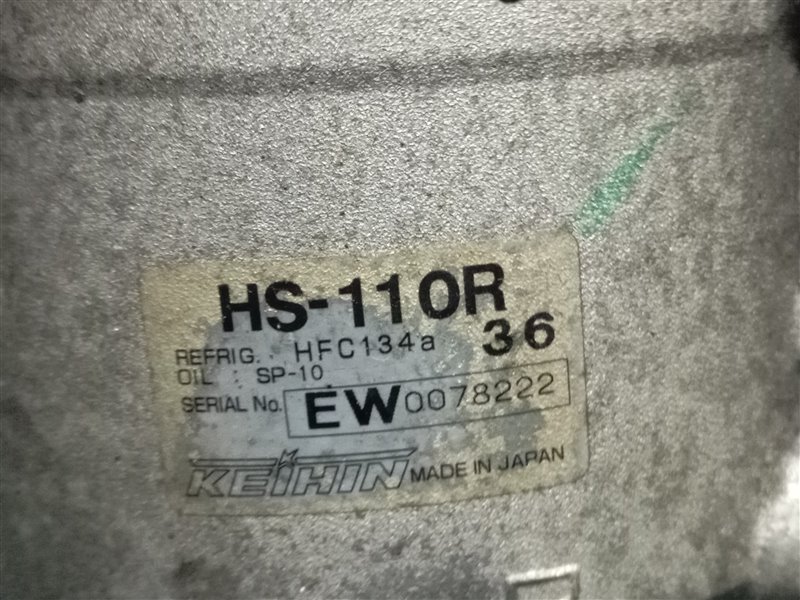 HS-110R
REFRIG. : HFC134a 36
OIL : SP-10
SERIAL No. EW0078222
KEIHIN MADE IN JAPAN